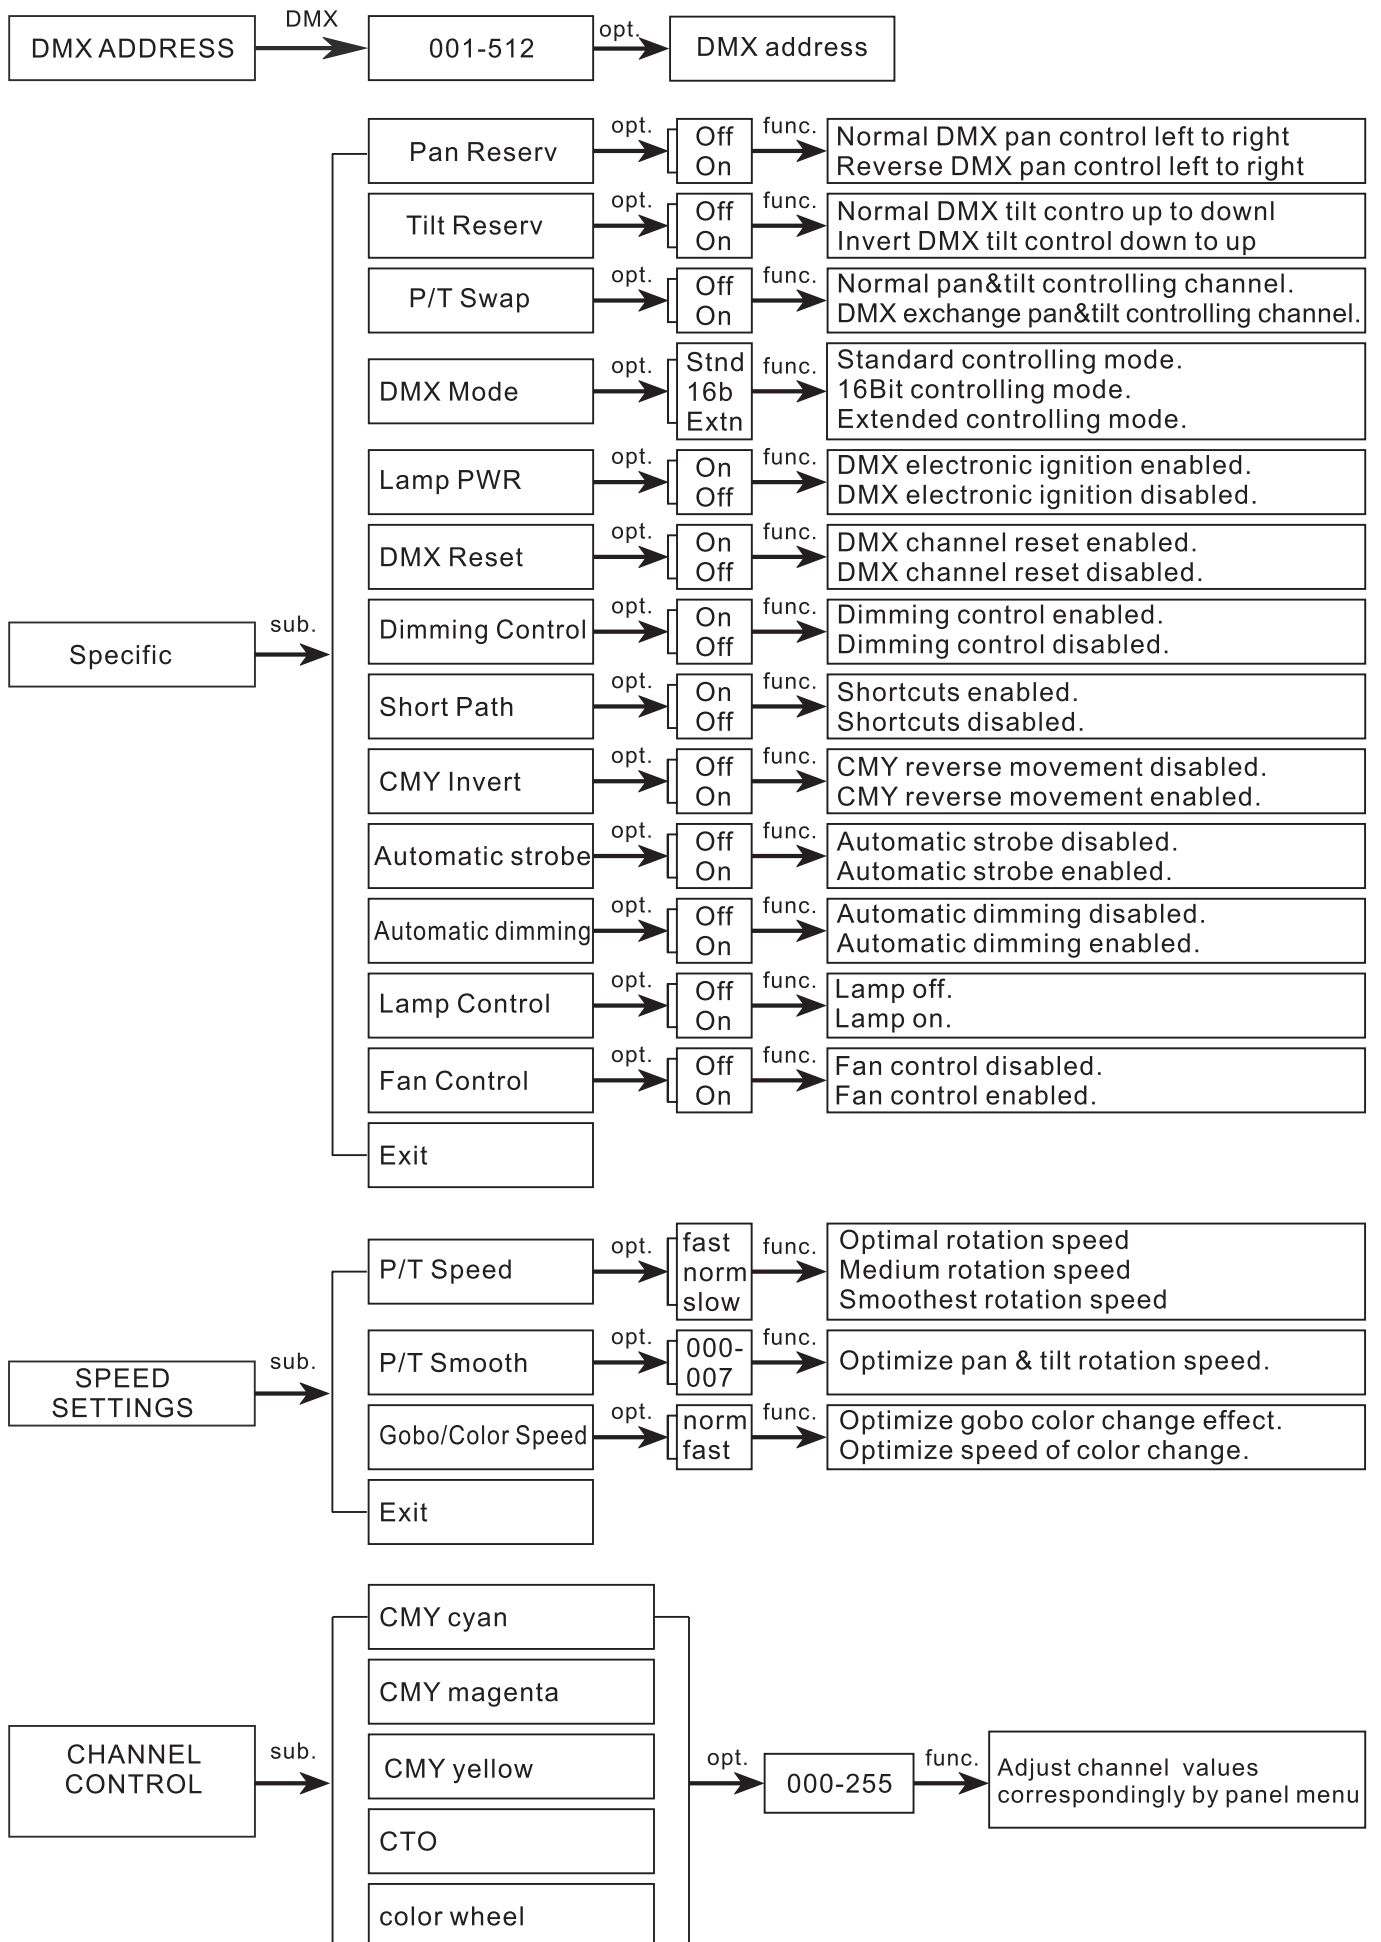 DMX ADDRESS
DMX
001-512
opt.
DMX address
Pan Reserv
opt.
Off
On
func.
Normal DMX pan control left to right
Reverse DMX pan control left to right
Tilt Reserv
opt.
Off
On
func.
Normal DMX tilt contro up to downl
Invert DMX tilt control down to up
P/T Swap
opt.
Off
On
func.
Normal pan&tilt controlling channel.
DMX exchange pan&tilt controlling channel.
DMX Mode
opt.
Stnd
16b
Extn
func.
Standard controlling mode.
16Bit controlling mode.
Extended controlling mode.
Lamp PWR
opt.
On
Off
func.
DMX electronic ignition enabled.
DMX electronic ignition disabled.
DMX Reset
opt.
On
Off
func.
DMX channel reset enabled.
DMX channel reset disabled.
Specific
sub.
Dimming Control
opt.
On
Off
func.
Dimming control enabled.
Dimming control disabled.
Short Path
opt.
On
Off
func.
Shortcuts enabled.
Shortcuts disabled.
CMY Invert
opt.
Off
On
func.
CMY reverse movement disabled.
CMY reverse movement enabled.
Automatic strobe
opt.
Off
On
func.
Automatic strobe disabled.
Automatic strobe enabled.
Automatic dimming
opt.
Off
On
func.
Automatic dimming disabled.
Automatic dimming enabled.
Lamp Control
opt.
Off
On
func.
Lamp off.
Lamp on.
Fan Control
opt.
Off
On
func.
Fan control disabled.
Fan control enabled.
Exit
P/T Speed
opt.
fast
norm
slow
func.
Optimal rotation speed
Medium rotation speed
Smoothest rotation speed
SPEED
SETTINGS
sub.
P/T Smooth
opt.
000-
007
func.
Optimize pan & tilt rotation speed.
Gobo/Color Speed
opt.
norm
fast
func.
Optimize gobo color change effect.
Optimize speed of color change.
Exit
CHANNEL
CONTROL
sub.
CMY cyan
CMY magenta
CMY yellow
CTO
color wheel
opt.
000-255
func.
Adjust channel values
correspondingly by panel menu